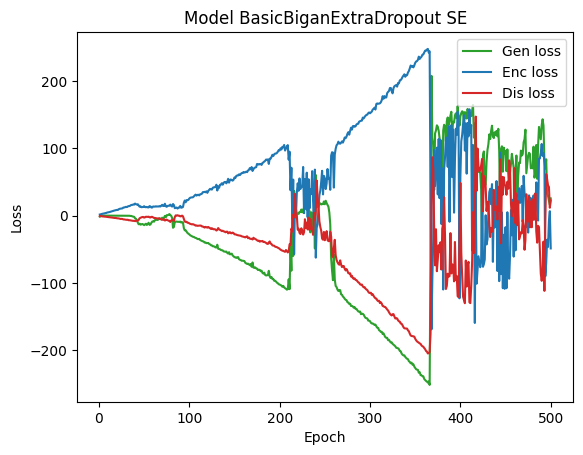 Model BasicBiganExtraDropout SE
Gen loss
Enc loss
Dis loss
200
100
0
−100
−200
Loss
0
100
200
300
400
500
Epoch